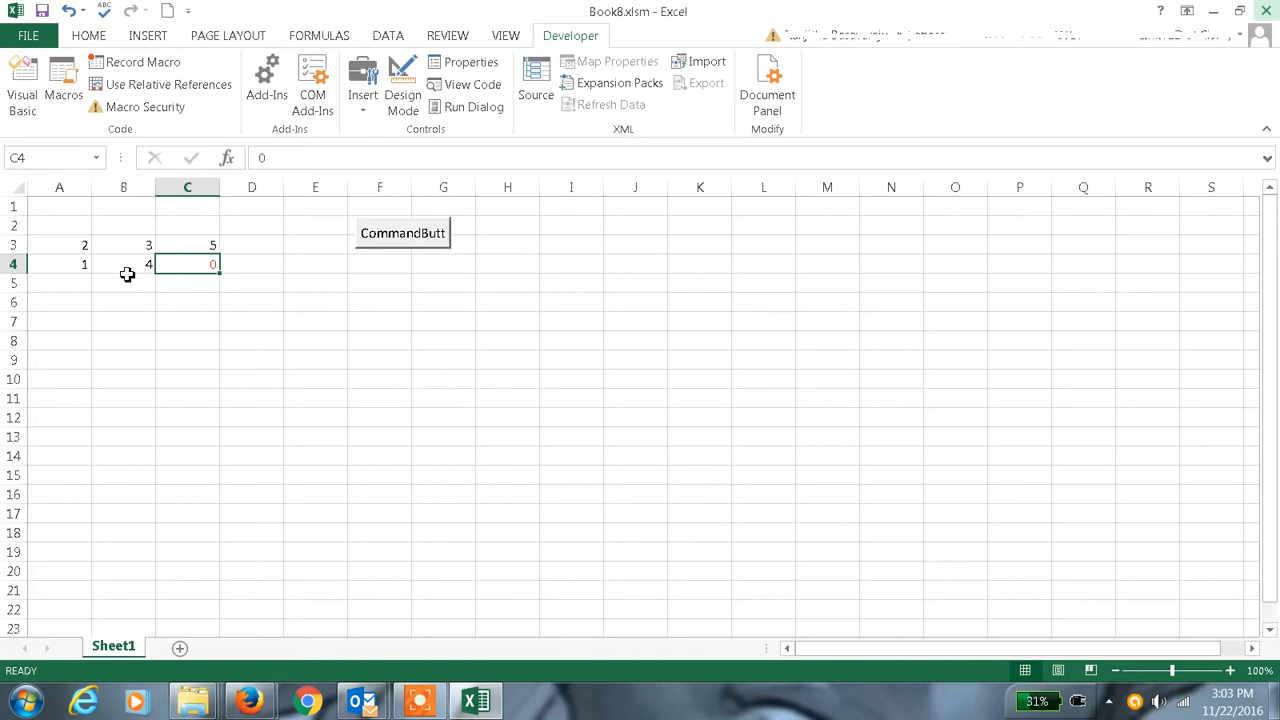 Book8.xlsm - Excel
FILE HOME INSERT PAGE LAYOUT FORMULAS DATA REVIEW VIEW Developer
Visual Basic
Macros
Record Macro
Use Relative References
Macro Security
Code
Add-Ins
COM Add-Ins
Add-Ins
Insert
Design Mode
Properties
View Code
Run Dialog
Controls
Source
Map Properties
Expansion Packs
Refresh Data
Import
Export
XML
Document Panel
Modify
C4 fx 0
A B C D E F G H I J K L M N O P Q R S
1
2
CommandButt
3 2 3 5
4 1 4 0
5
6
7
8
9
10
11
12
13
14
15
16
17
18
19
20
21
22
23
Sheet1
READY 100%
31% 3:03 PM
11/22/2016